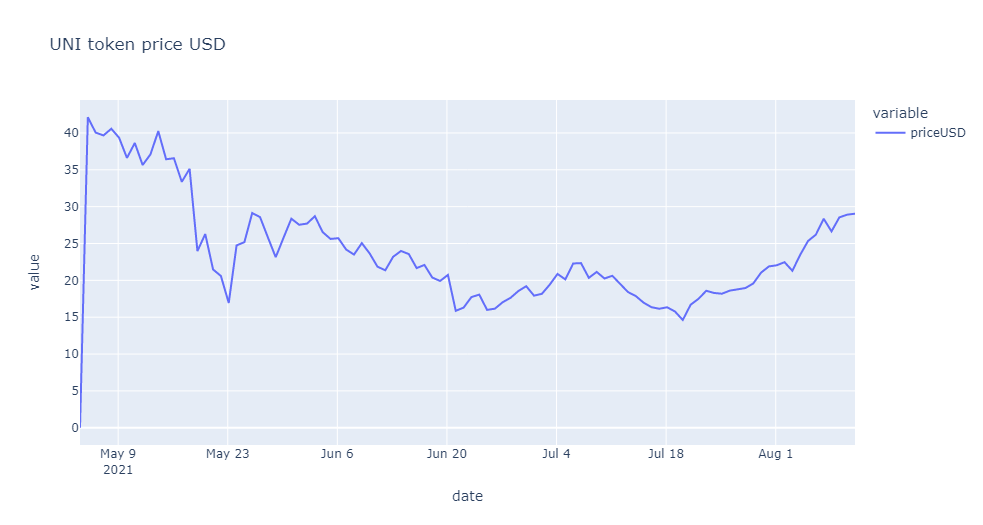 UNI token price USD
variable
priceUSD
value
40
35
30
25
20
15
10
5
0
May 9
2021
May 23
Jun 6
Jun 20
Jul 4
Jul 18
Aug 1
date